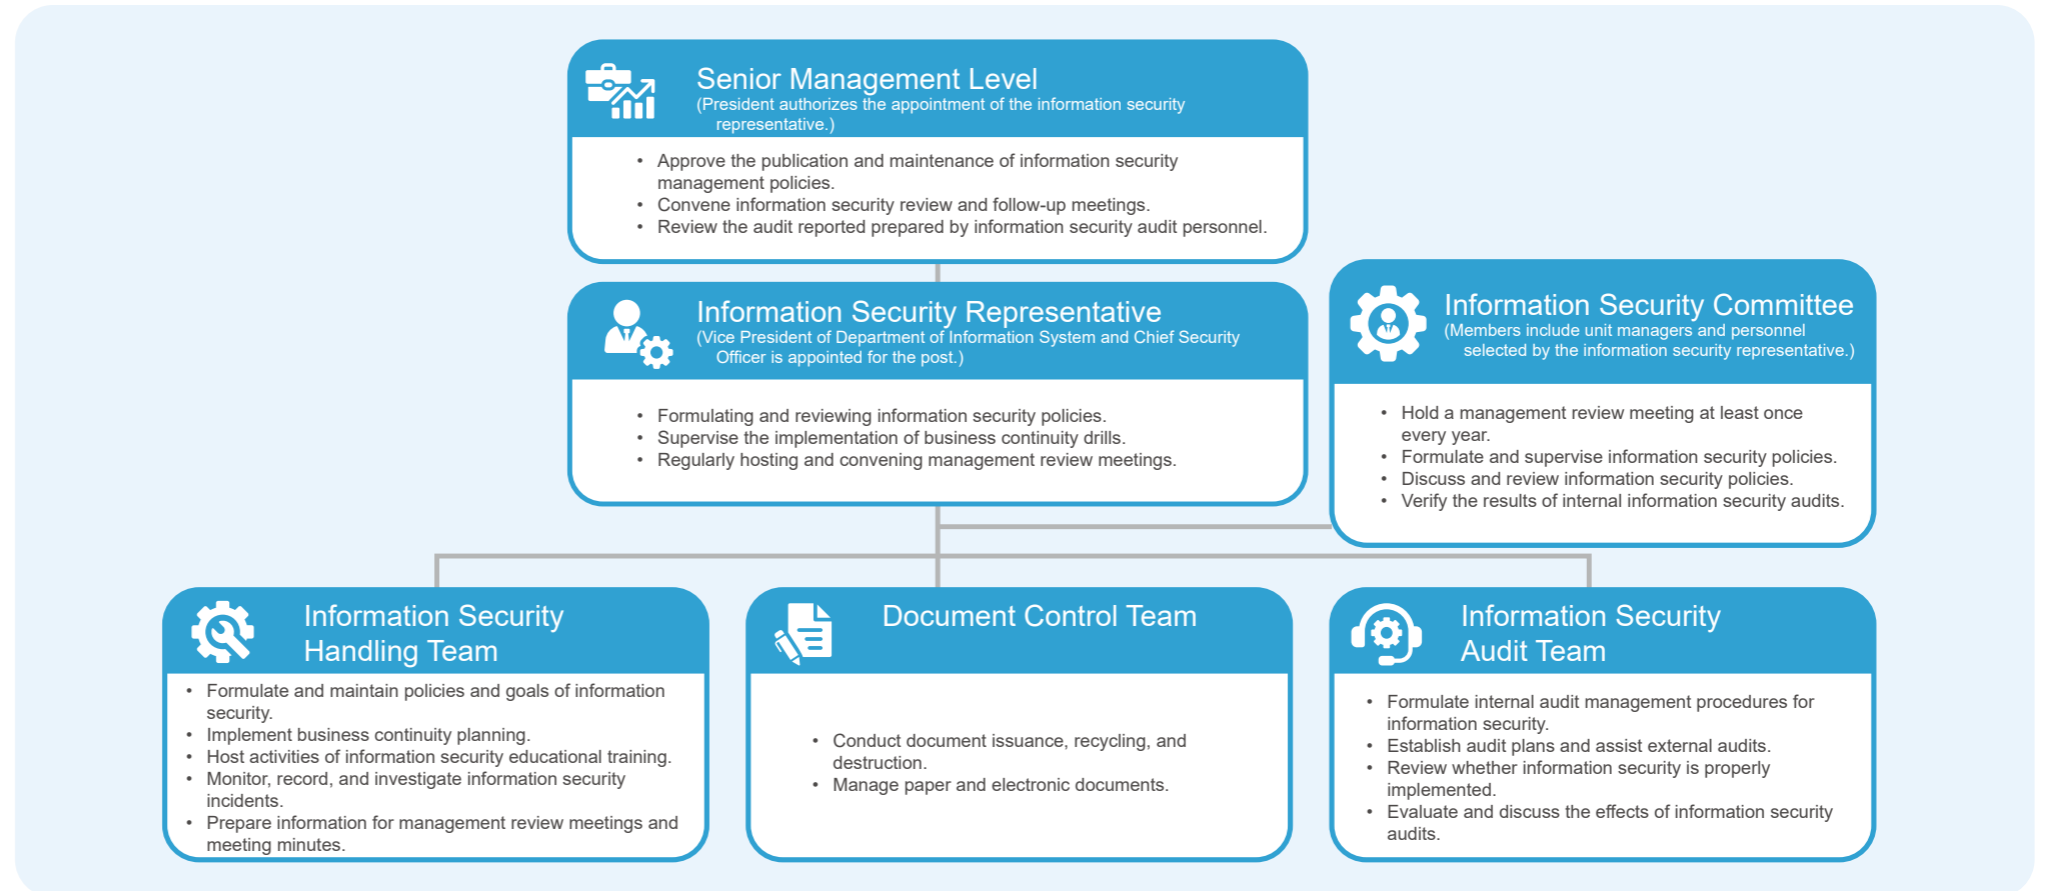 Senior Management Level
(President authorizes the appointment of the information security
representative.)
• Approve the publication and maintenance of information security
management policies.
• Convene information security review and follow-up meetings.
• Review the audit reported prepared by information security audit personnel.
Information Security Representative
(Vice President of Department of Information System and Chief Security
Officer is appointed for the post.)
• Formulating and reviewing information security policies.
• Supervise the implementation of business continuity drills.
• Regularly hosting and convening management review meetings.
Information Security Committee
(Members include unit managers and personnel
selected by the information security representative.)
• Hold a management review meeting at least once
every year.
• Formulate and supervise information security policies.
• Discuss and review information security policies.
• Verify the results of internal information security audits.
Information Security
Handling Team
• Formulate and maintain policies and goals of information
security.
• Implement business continuity planning.
• Host activities of information security educational training.
• Monitor, record, and investigate information security
incidents.
• Prepare information for management review meetings and
meeting minutes.
Document Control Team
• Conduct document issuance, recycling, and
destruction.
• Manage paper and electronic documents.
Information Security
Audit Team
• Formulate internal audit management procedures for
information security.
• Establish audit plans and assist external audits.
• Review whether information security is properly
implemented.
• Evaluate and discuss the effects of information security
audits.